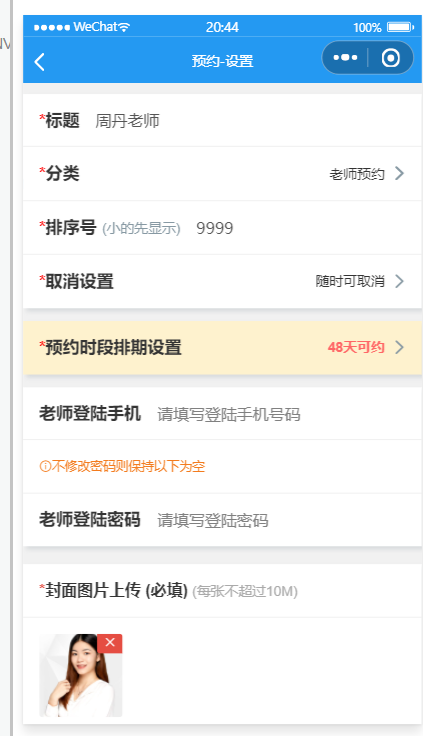 WeChat 20:44 100%
预约-设置
*标题 周丹老师
*分类 老师预约
*排序号 (小的先显示) 9999
*取消设置 随时可取消
*预约时段排期设置 48天可约
老师登陆手机 请填写登陆手机号码
不修改密码则保持以下为空
老师登陆密码 请填写登陆密码
*封面图片上传 (必填) (每张不超过10M)